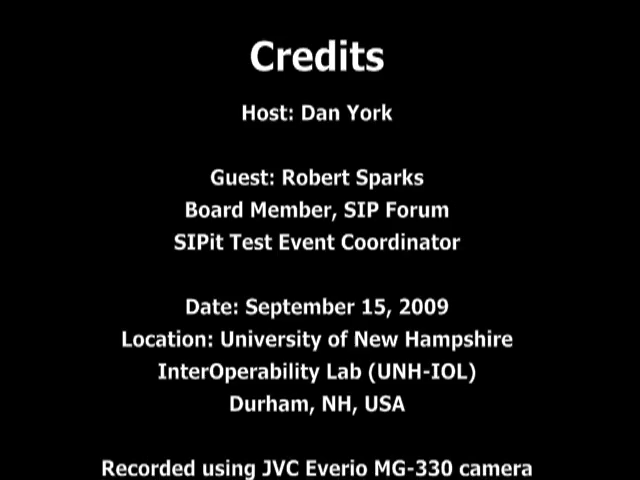 Credits
Host: Dan York
Guest: Robert Sparks
Board Member, SIP Forum
SIPit Test Event Coordinator
Date: September 15, 2009
Location: University of New Hampshire
InterOperability Lab (UNH-IOL)
Durham, NH, USA
Recorded using JVC Everio MG-330 camera